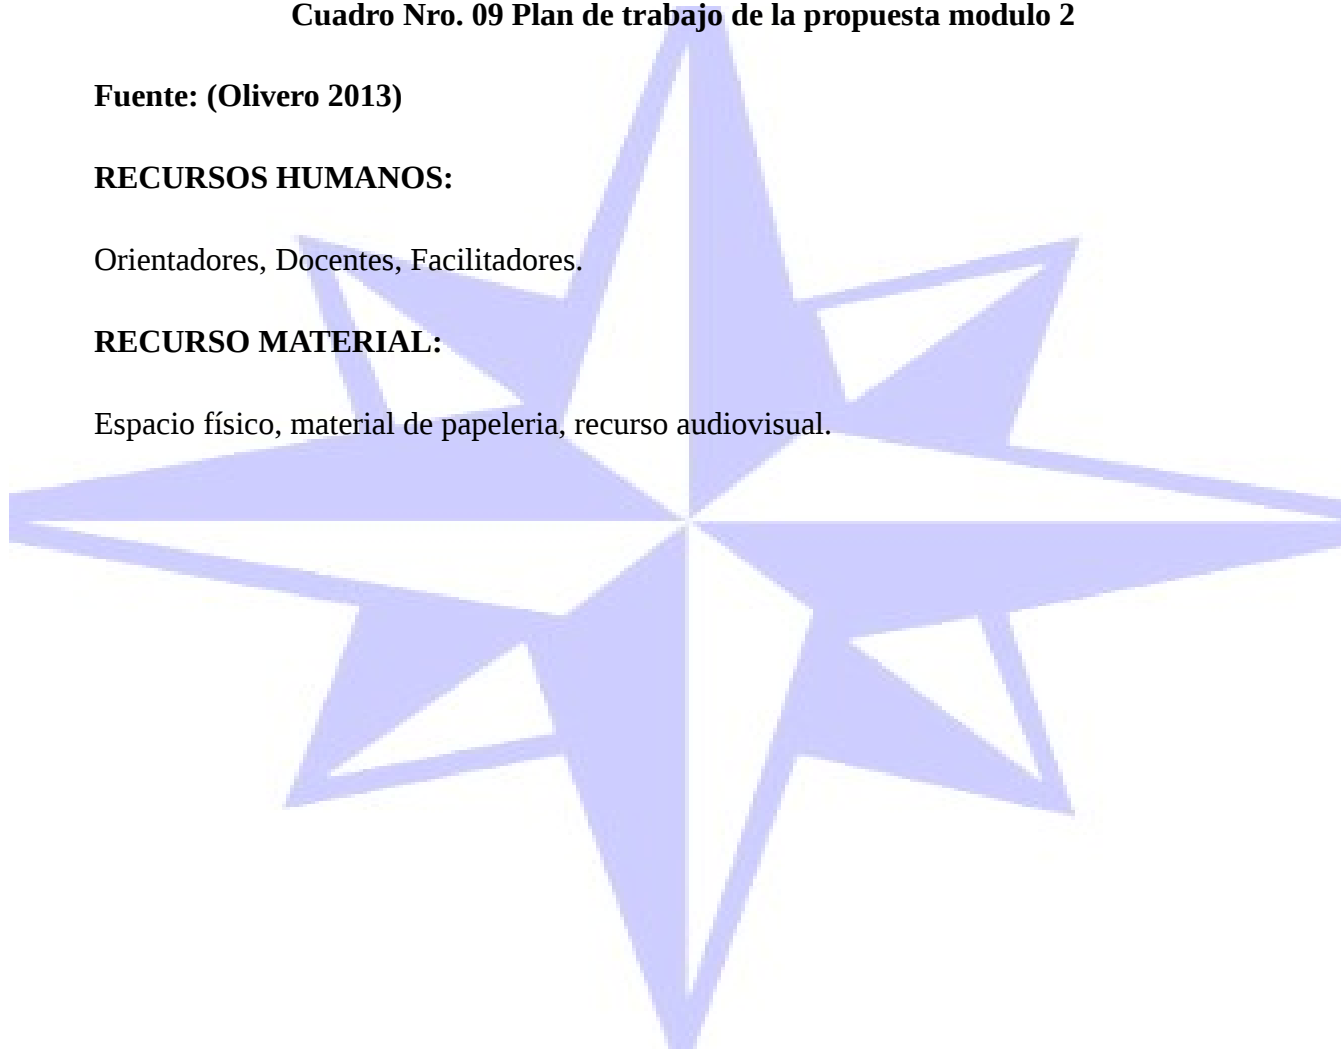 Cuadro Nro. 09 Plan de trabajo de la propuesta modulo 2
Fuente: (Olivero 2013)
RECURSOS HUMANOS:
Orientadores, Docentes, Facilitadores.
RECURSO MATERIAL:
Espacio físico, material de papeleria, recurso audiovisual.